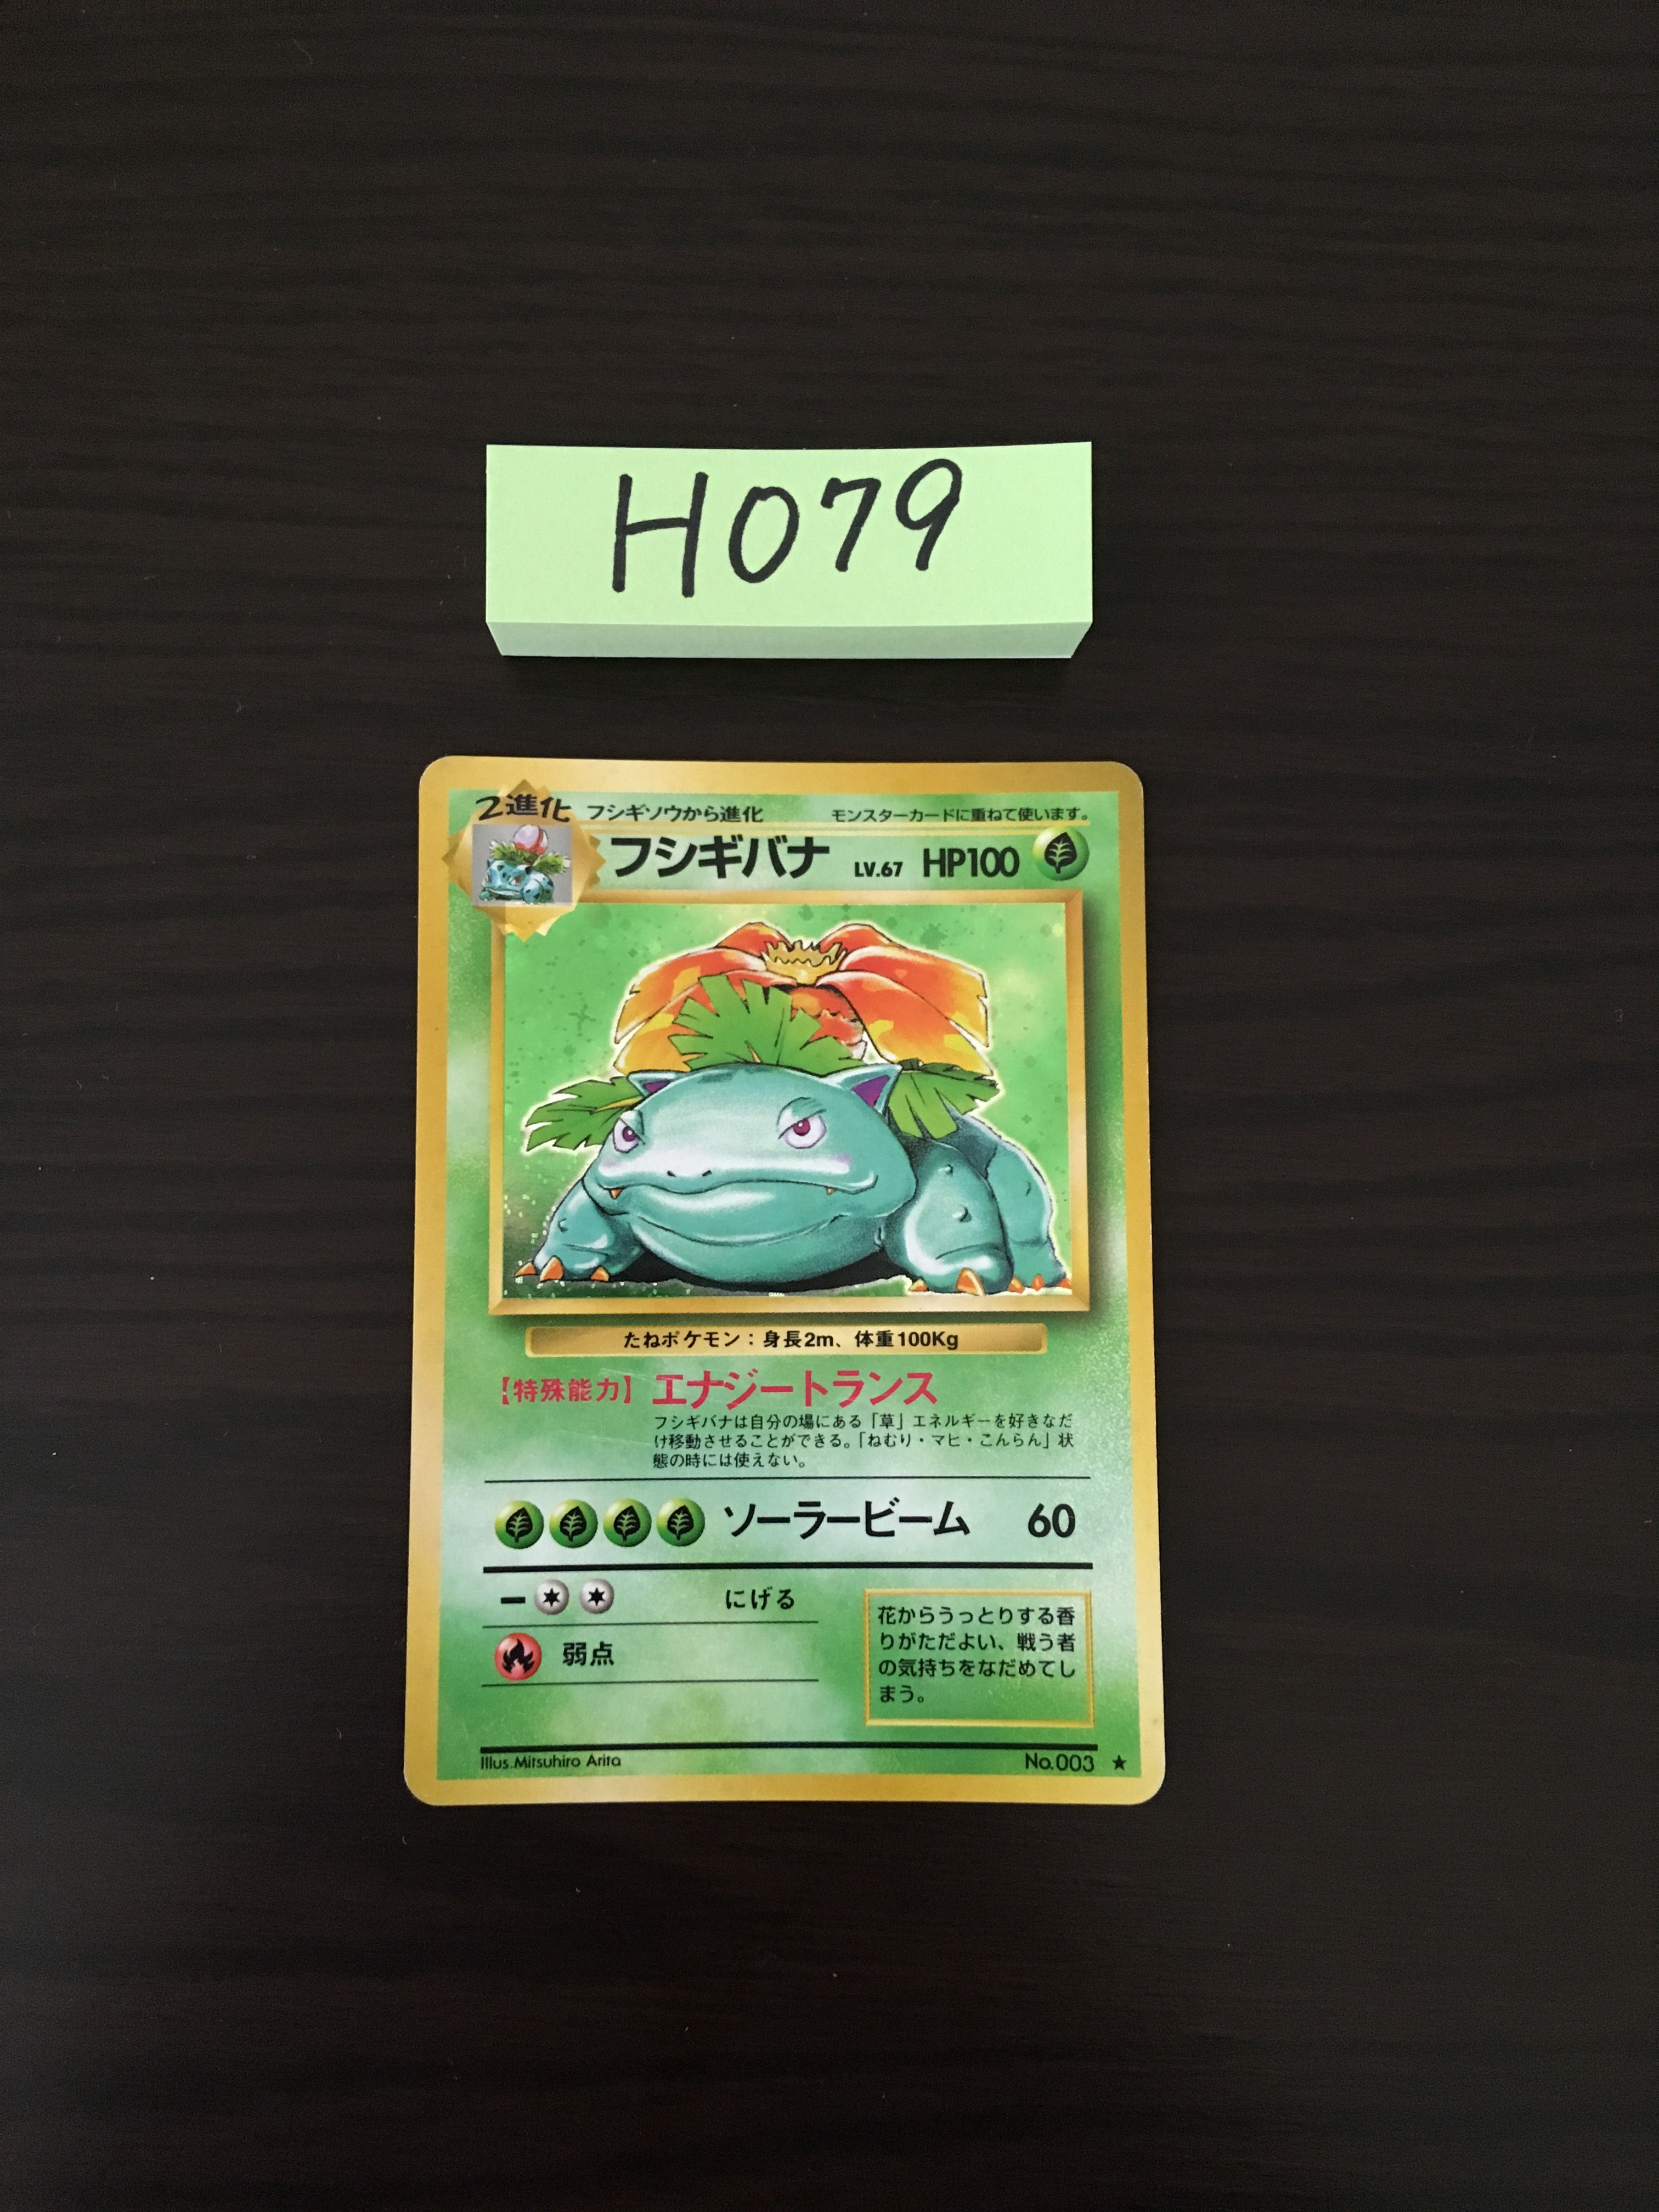 H079
2進化 フシギソウから進化 モンスターカードに重ねて使います。
フシギバナ LV.67 HP100
たねポケモン：身長2m、体重100Kg
【特殊能力】エナジートランス
フシギバナは自分の場にある「草」エネルギーを好きなだ
け移動させることができる。「ねむり・マヒ・こんらん」状
態の時には使えない。
ソーラービーム 60
ー にげる
弱点
花からうっとりする香
りがただよい、戦う者
の気持ちをなだめてし
まう。
Illus.Mitsuhiro Arita No.003 ★